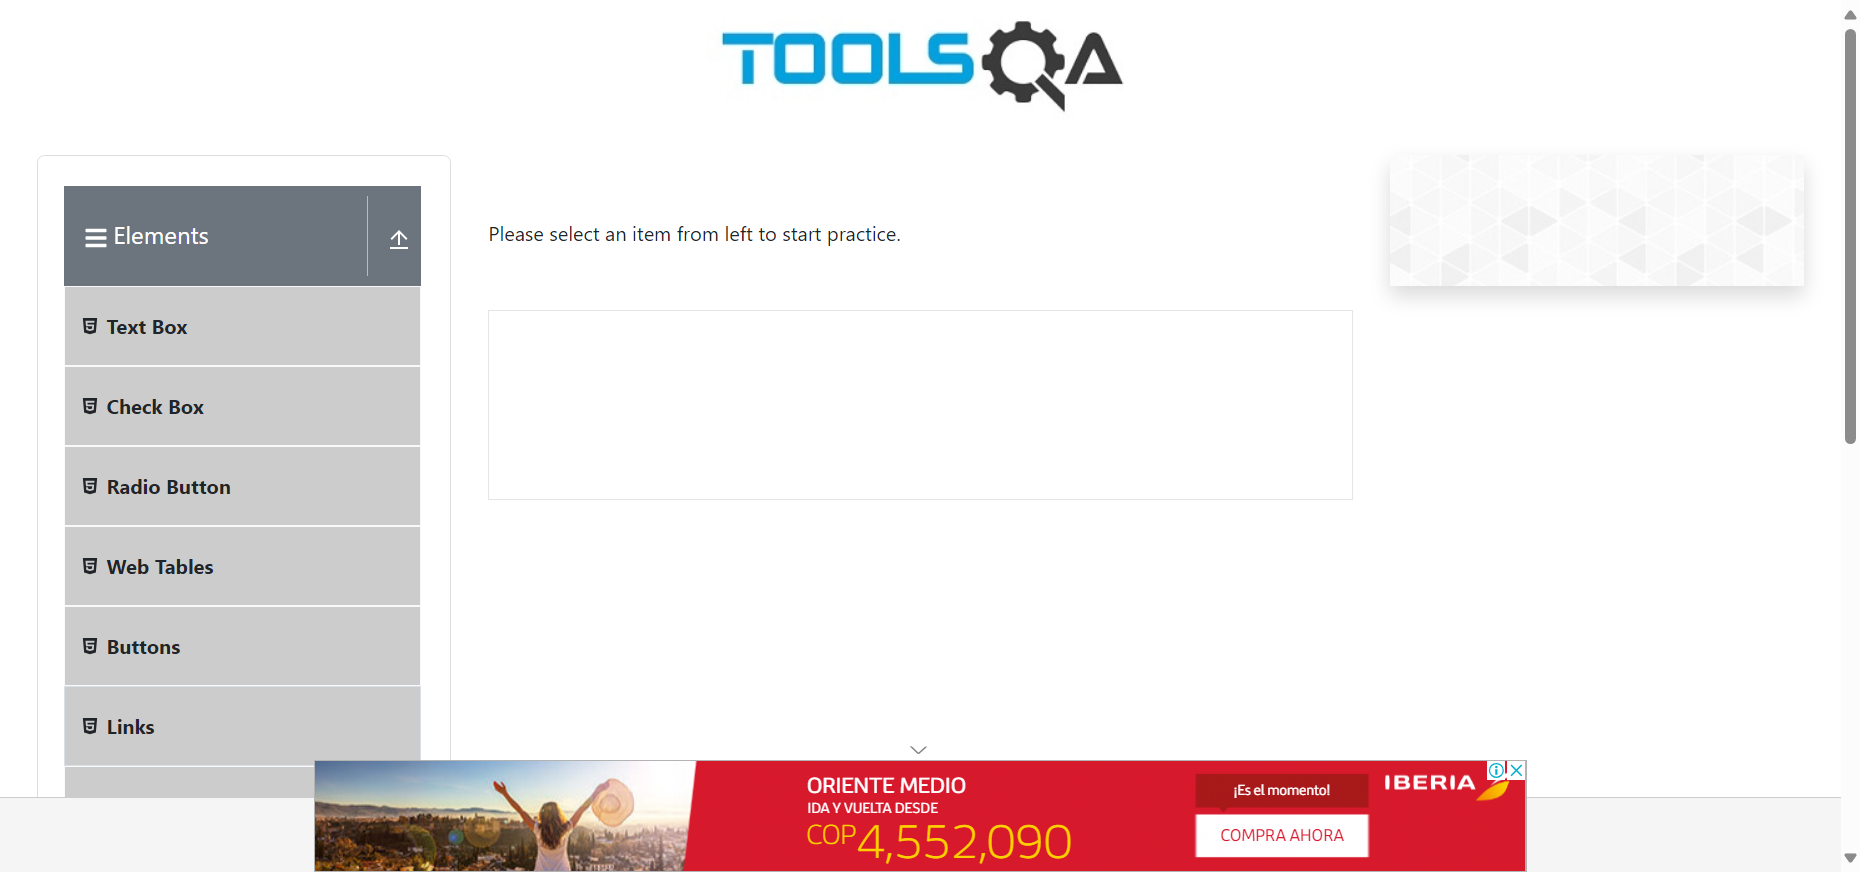 TOOLSQA
Elements
Please select an item from left to start practice.
Text Box
Check Box
Radio Button
Web Tables
Buttons
Links
ORIENTE MEDIO
IDA Y VUELTA DESDE
COP4,552,090
¡Es el momento!
COMPRA AHORA
IBERIA